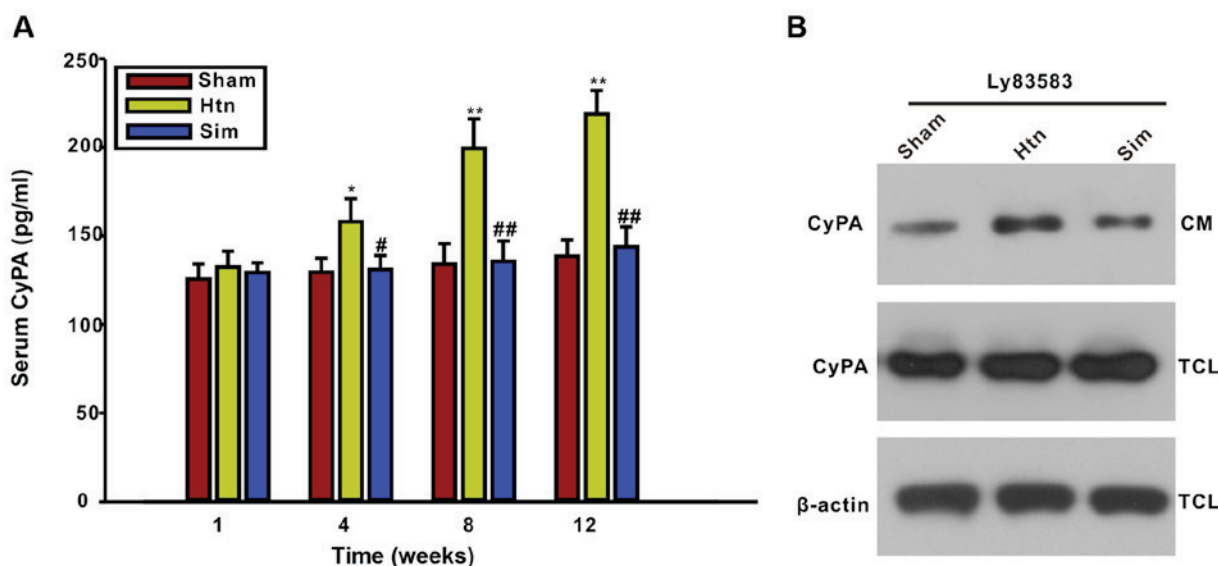 A
250
200
150
100
50
0
Serum CyPA (pg/ml)
Sham
Htn
Sim
*
#
**
##
**
##
1 4 8 12
Time (weeks)
B
Ly83583
Sham Htn Sim
CyPA CM
CyPA TCL
β-actin TCL